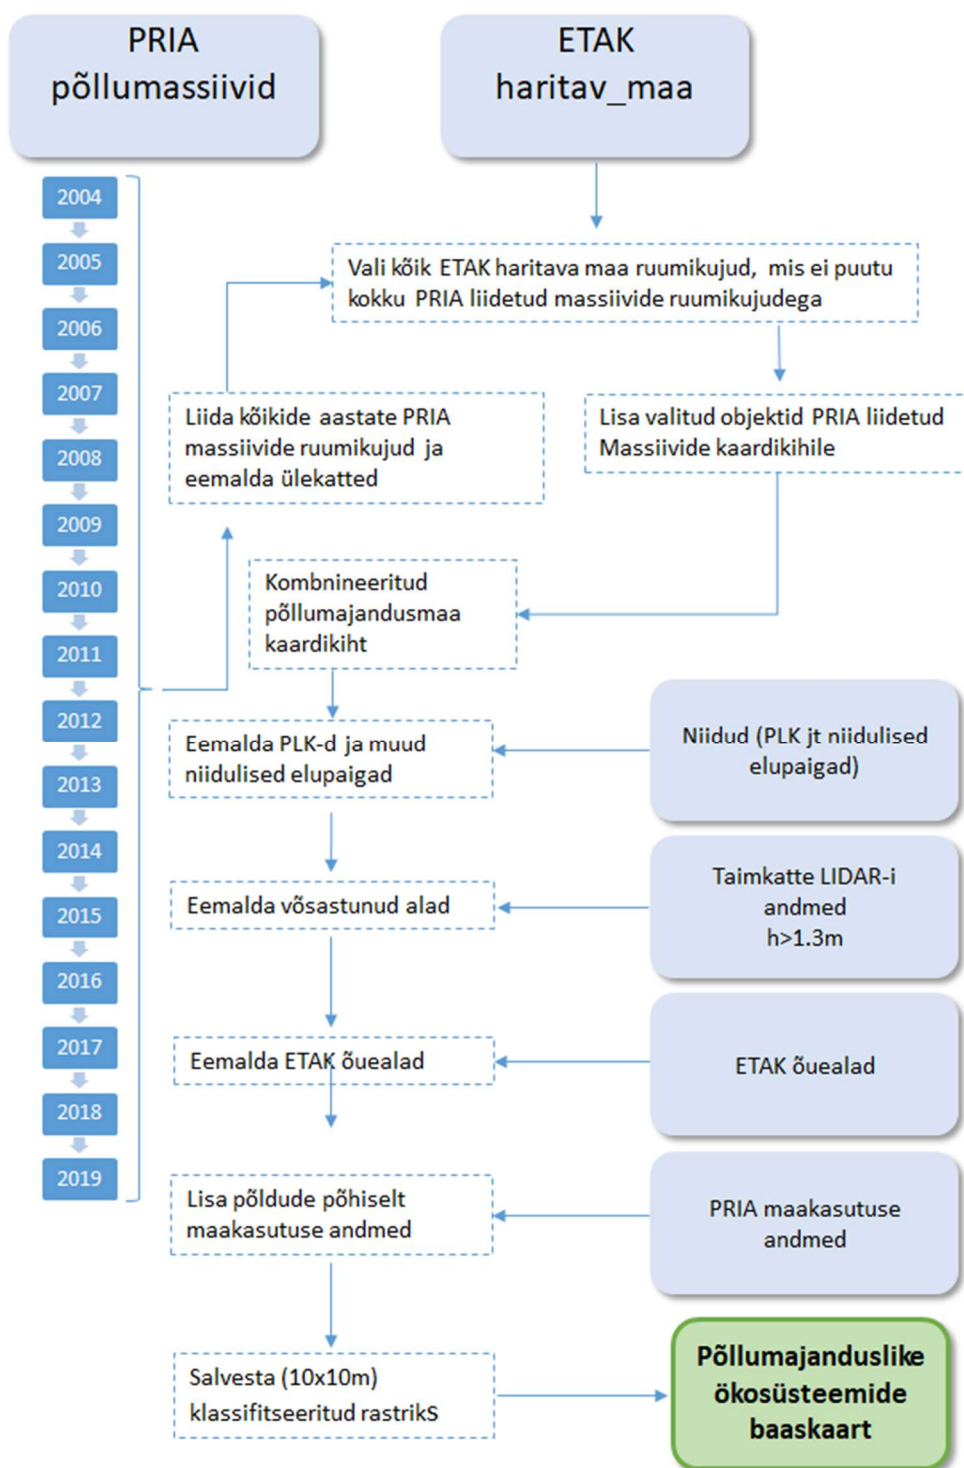 PRIA
põllumassiivid
ETAK
haritav_maa
2004
2005
2006
2007
2008
2009
2010
2011
2012
2013
2014
2015
2016
2017
2018
2019
Vali kõik ETAK haritava maa ruumikujud, mis ei puutu
kokku PRIA liidetud massiivide ruumikujudega
Liida kõikide aastate PRIA
massiivide ruumikujud ja
eemalda ülekatted
Lisa valitud objektid PRIA liidetud
Massiivide kaardikihile
Kombnineeritud
põllumajandusmaa
kaardikiht
Eemalda PLK-d ja muud
niidulised elupaigad
Niidud (PLK jt niidulised
elupaigad)
Eemalda võsastunud alad
Taimkatte LIDAR-i
andmed
h>1.3m
Eemalda ETAK õuealad
ETAK õuealad
Lisa põldude põhiselt
maakasutuse andmed
PRIA maakasutuse
andmed
Salvesta (10x10m)
klassifitseeritud rastrikS
Põllumajanduslike
ökosüsteemide
baaskaart